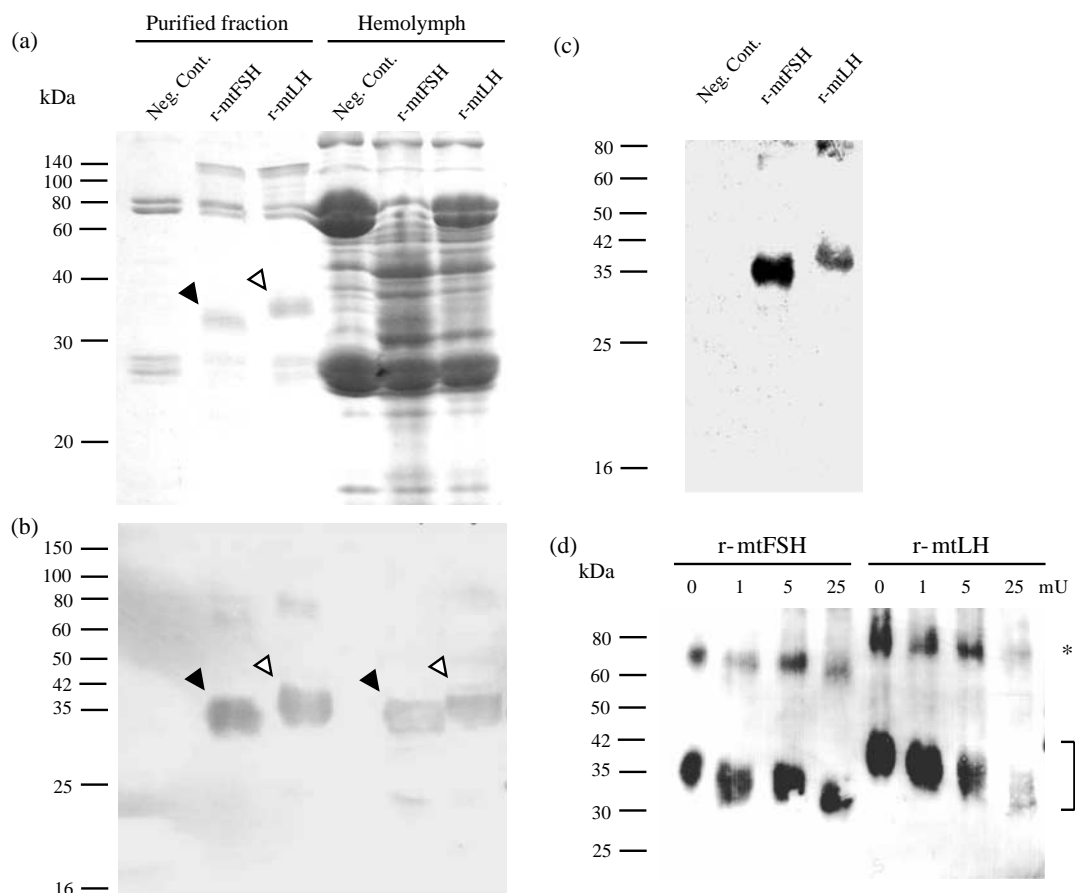 (a)
Purified fraction Hemolymph
kDa
Neg. Cont. r-mtFSH r-mtLH Neg. Cont. r-mtFSH r-mtLH
140
100
80
60
40
30
20
(b)
150
100
80
60
50
42
35
25
16
(c)
Neg. Cont. r-mtFSH r-mtLH
80
60
50
42
35
25
16
(d)
r-mtFSH r-mtLH
kDa
0 1 5 25 0 1 5 25 mU
80
*
60
50
42
35
30
25